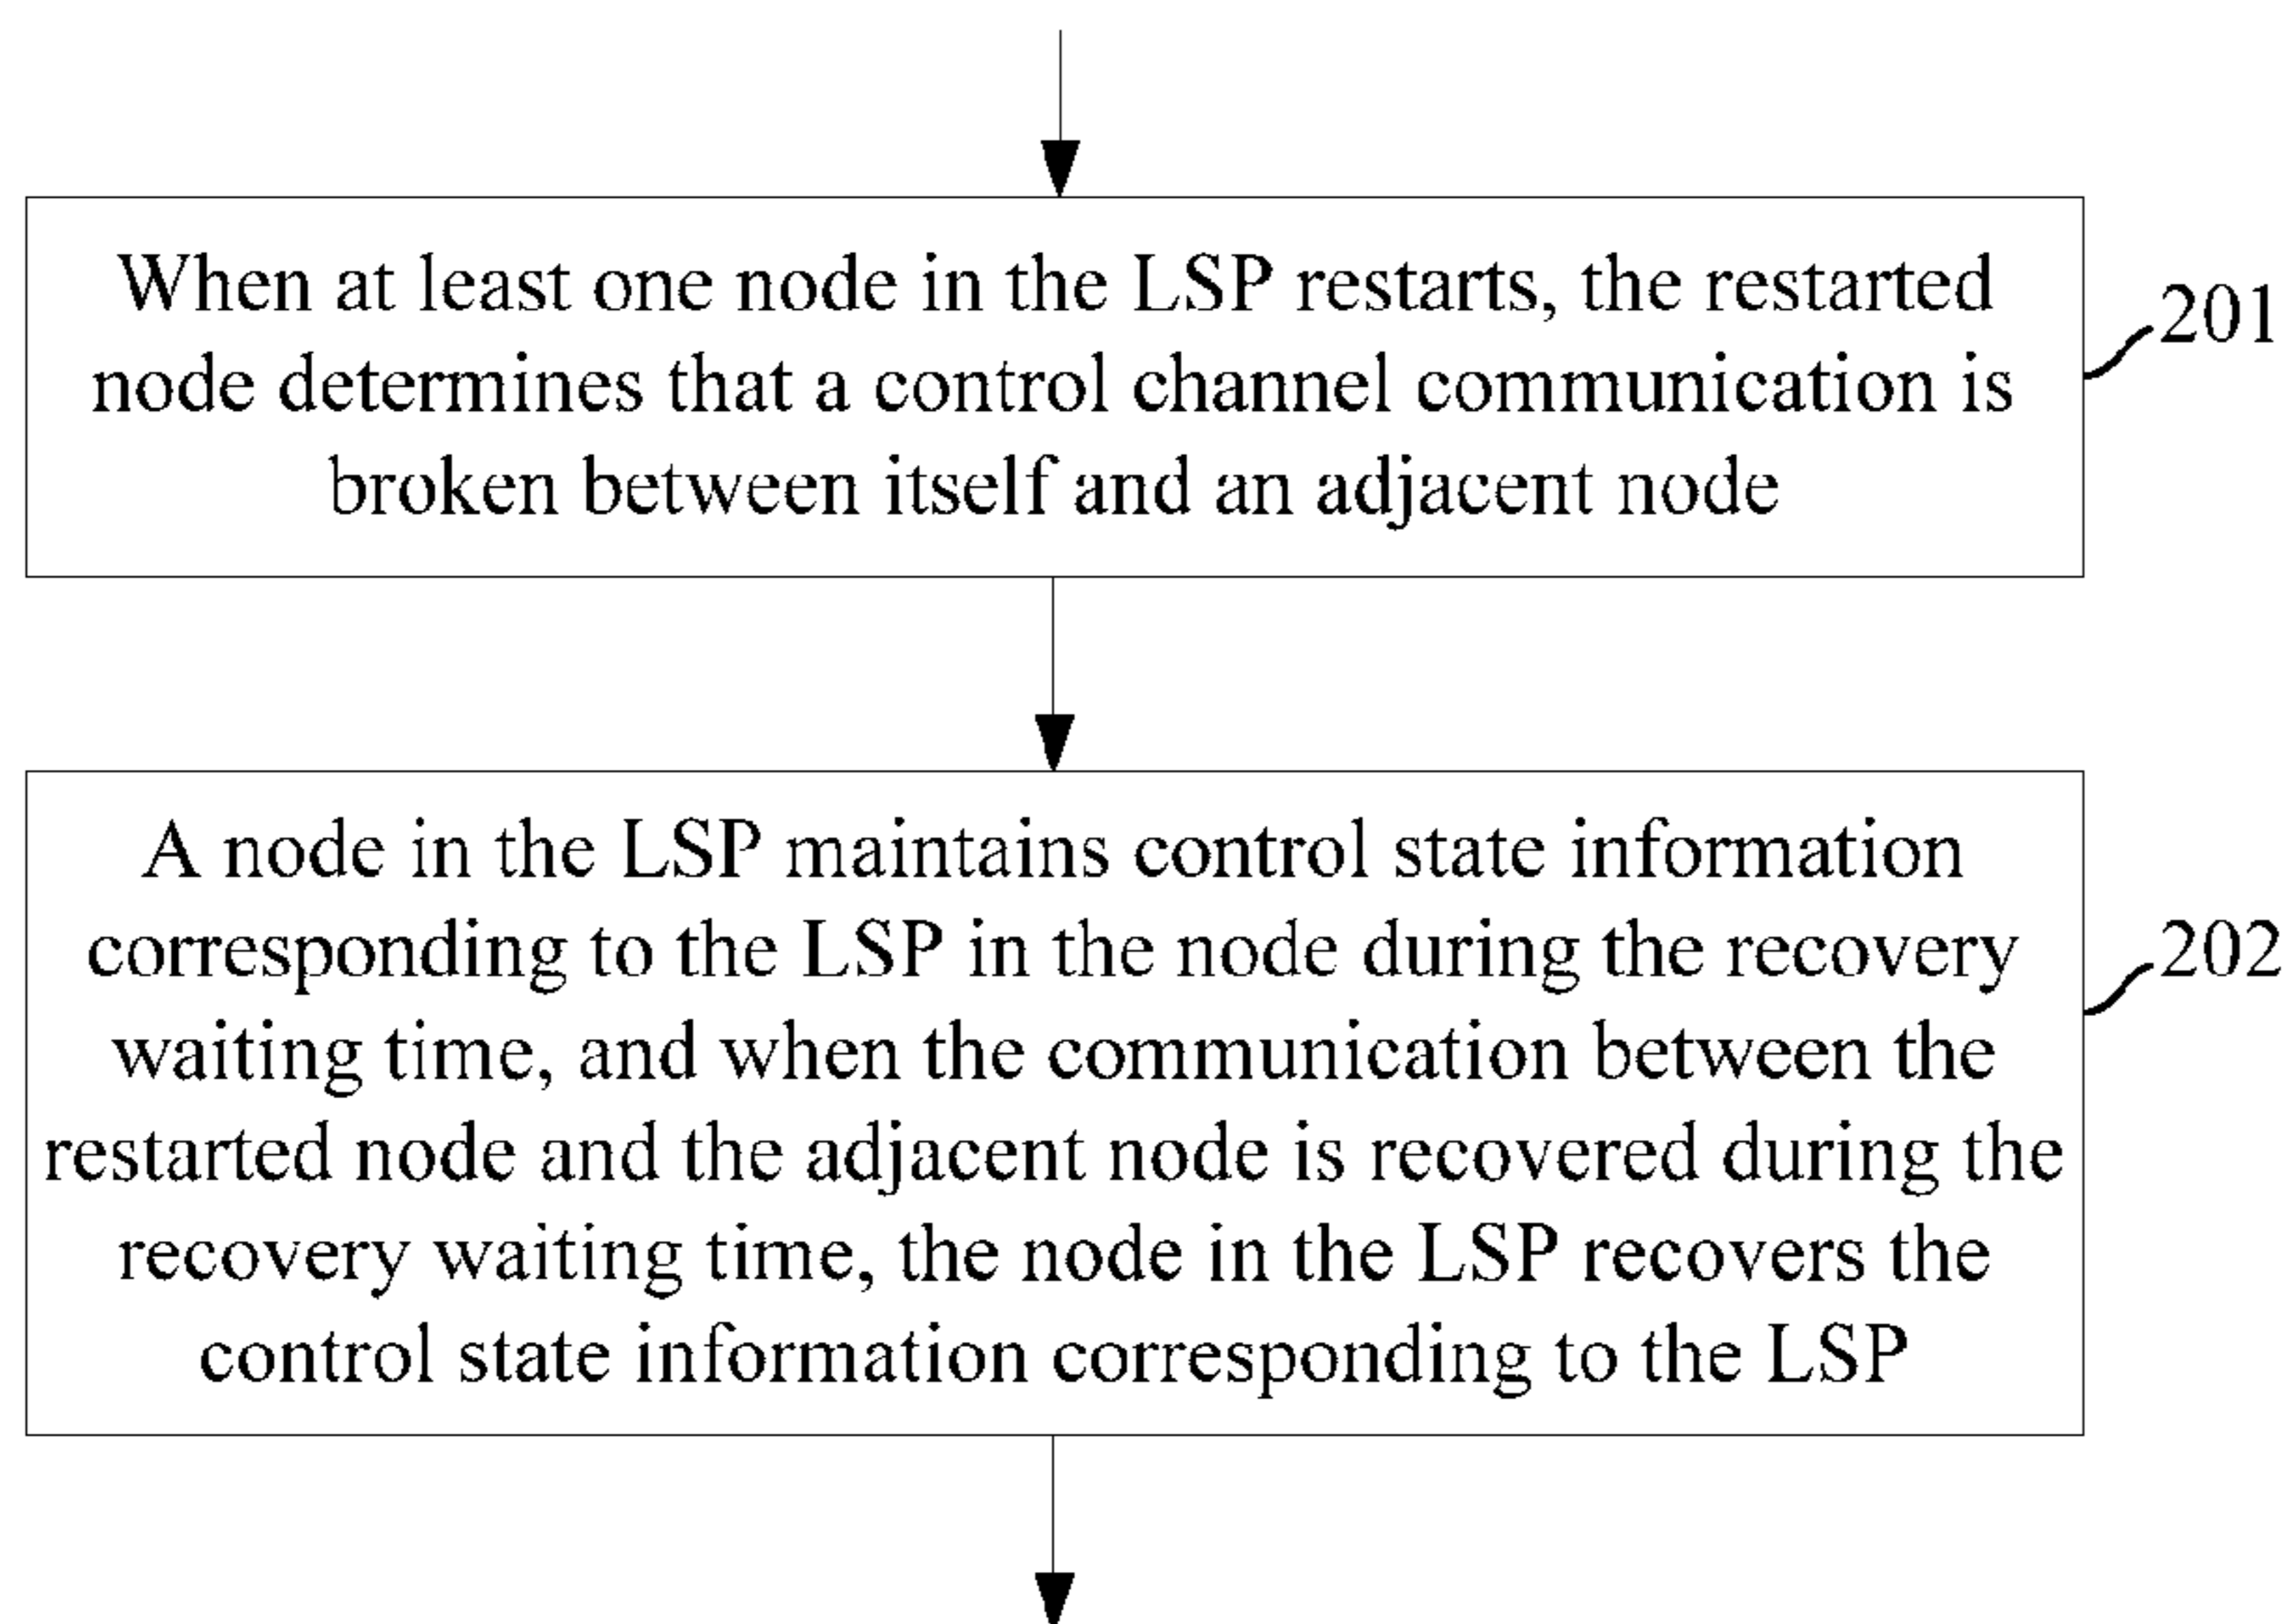 When at least one node in the LSP restarts, the restarted
node determines that a control channel communication is
broken between itself and an adjacent node
201
A node in the LSP maintains control state information
corresponding to the LSP in the node during the recovery
waiting time, and when the communication between the
restarted node and the adjacent node is recovered during the
recovery waiting time, the node in the LSP recovers the
control state information corresponding to the LSP
202